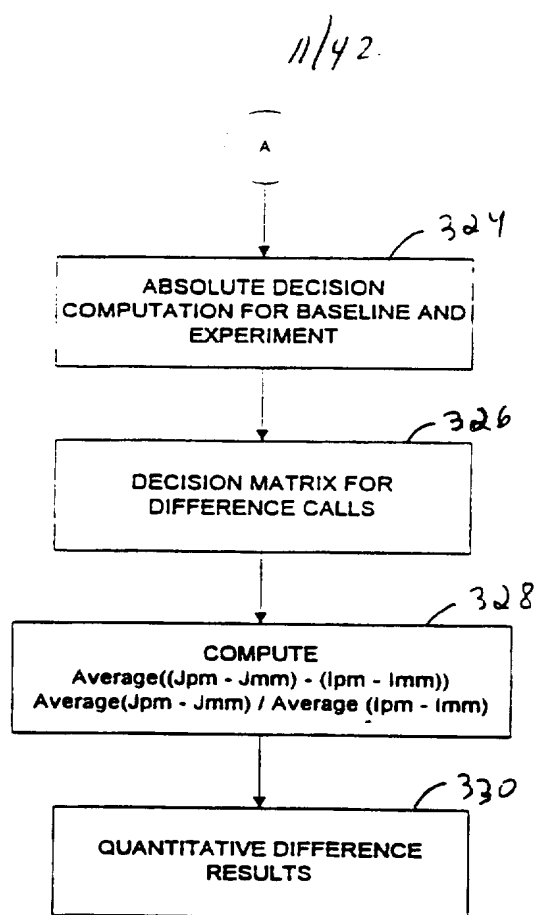 11/42
A
324
ABSOLUTE DECISION
COMPUTATION FOR BASELINE AND
EXPERIMENT
326
DECISION MATRIX FOR
DIFFERENCE CALLS
328
COMPUTE
Average((Jpm - Jmm) - (Ipm - Imm))
Average(Jpm - Jmm) / Average (Ipm - Imm)
330
QUANTITATIVE DIFFERENCE
RESULTS